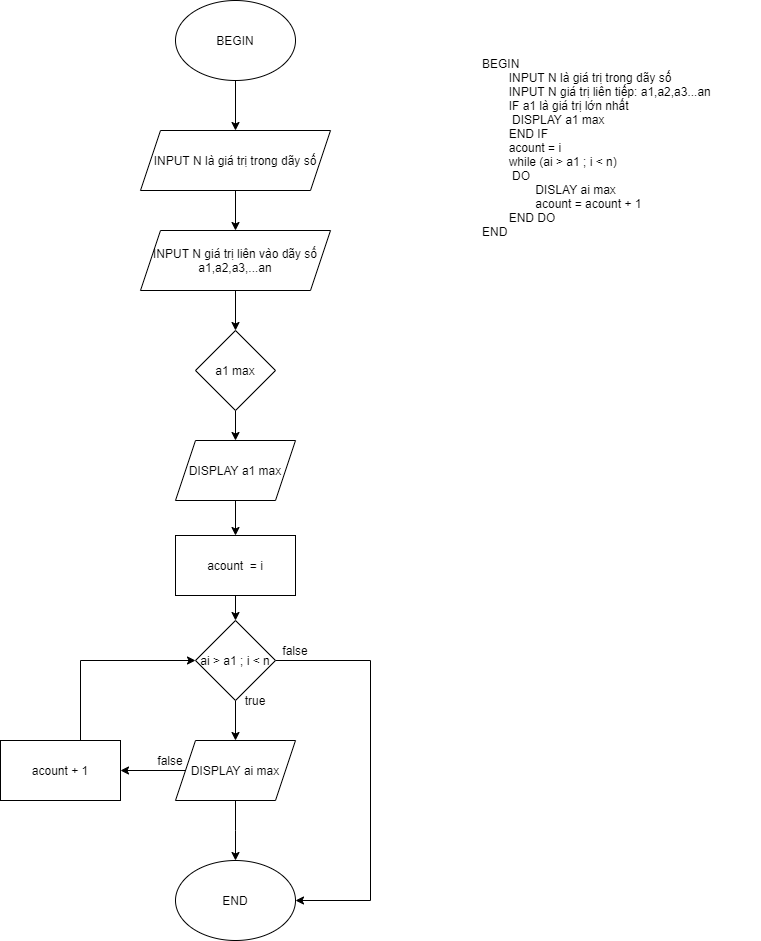 BEGIN
INPUT N là giá trị trong dãy số
INPUT N giá trị liên vào dãy số
a1,a2,a3,...an
a1 max
DISPLAY a1 max
acount = i
ai > a1 ; i < n
false
true
DISPLAY ai max
false
acount + 1
END
BEGIN
INPUT N là giá trị trong dãy số
INPUT N giá trị liên tiếp: a1,a2,a3...an
IF a1 là giá trị lớn nhất
DISPLAY a1 max
END IF
acount = i
while (ai > a1 ; i < n)
DO
DISLAY ai max
acount = acount + 1
END DO
END